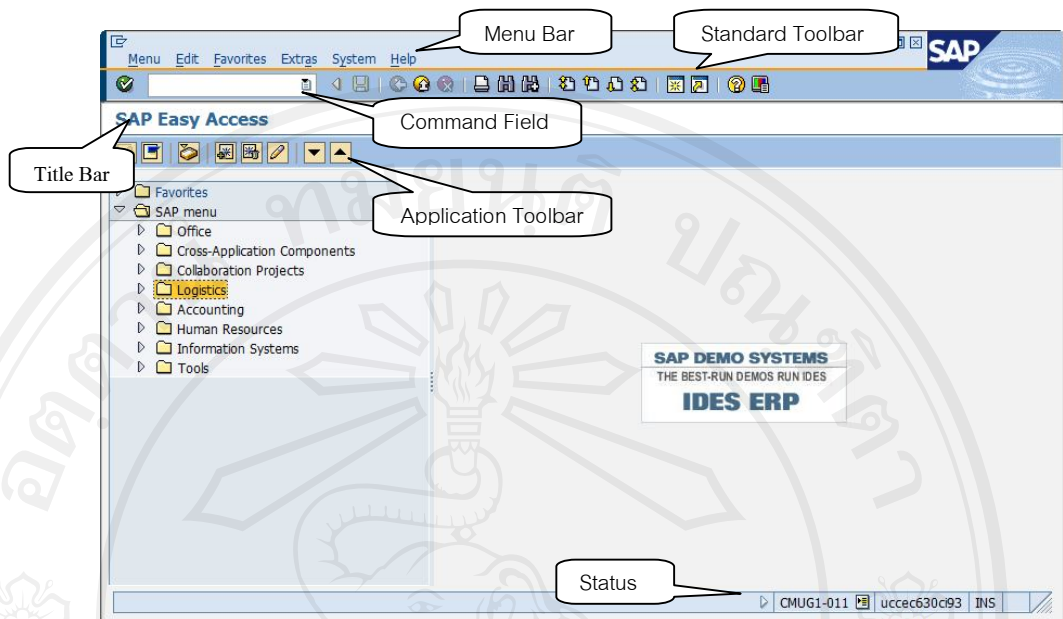 Menu Bar
Standard Toolbar
SAP
Menu Edit Favorites Extras System Help
SAP Easy Access
Command Field
Title Bar
Application Toolbar
Favorites
SAP menu
Office
Cross-Application Components
Collaboration Projects
Logistics
Accounting
Human Resources
Information Systems
Tools
SAP DEMO SYSTEMS
THE BEST-RUN DEMOS RUN IDES
IDES ERP
Status
CMUG1-011 uccec630ci93 INS